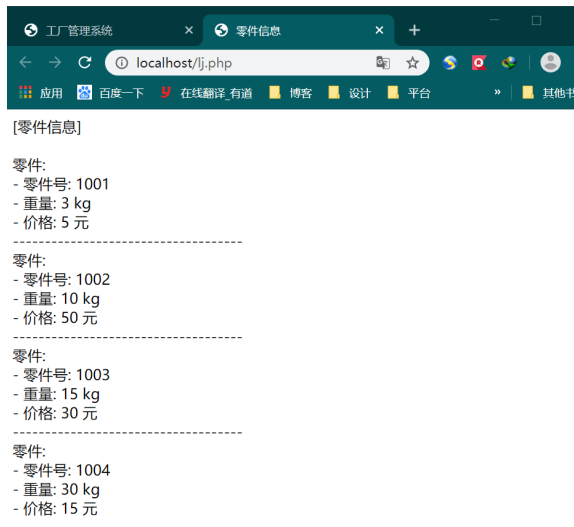 工厂管理系统
零件信息
localhost/lj.php
应用 百度一下 在线翻译_有道 博客 设计 平台 » 其他书
[零件信息]
零件:
- 零件号: 1001
- 重量: 3 kg
- 价格: 5 元
-----------------------------------
零件:
- 零件号: 1002
- 重量: 10 kg
- 价格: 50 元
-----------------------------------
零件:
- 零件号: 1003
- 重量: 15 kg
- 价格: 30 元
-----------------------------------
零件:
- 零件号: 1004
- 重量: 30 kg
- 价格: 15 元